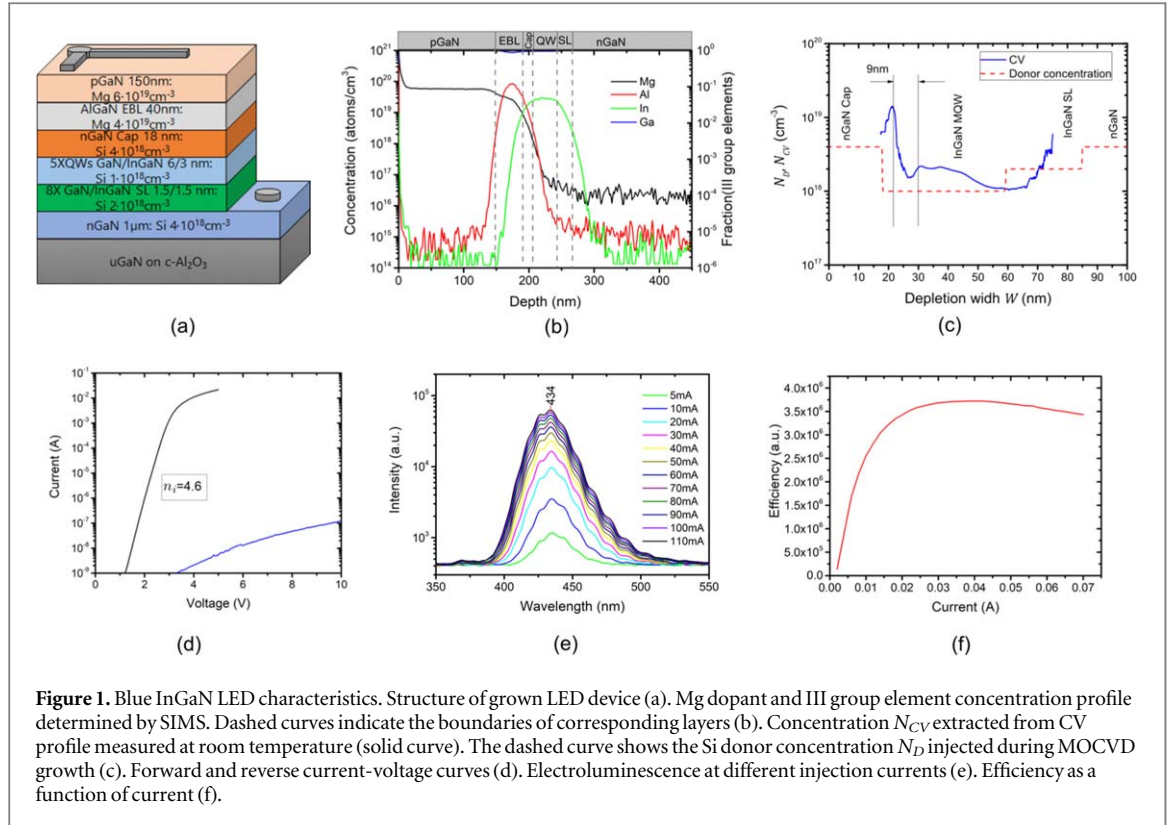 pGaN 150nm:
Mg 6·10¹⁹cm⁻³
AlGaN EBL 40nm:
Mg 4·10¹⁹cm⁻³
nGaN Cap 18 nm:
Si 4·10¹⁸cm⁻³
5XQWs GaN/InGaN 6/3 nm:
Si 1·10¹⁸cm⁻³
8X GaN/InGaN SL 1.5/1.5 nm:
Si 2·10¹⁸cm⁻³
nGaN 1μm: Si 4·10¹⁸cm⁻³
uGaN on c-Al₂O₃
(a)
pGaN EBL Cap QW SL nGaN
10²¹
10²⁰
10¹⁹
10¹⁸
10¹⁷
10¹⁶
10¹⁵
10¹⁴
Concentration (atoms/cm³)
Mg
Al
In
Ga
10⁰
10⁻¹
10⁻²
10⁻³
10⁻⁴
10⁻⁵
10⁻⁶
Fraction(III group elements)
0 100 200 300 400
Depth (nm)
(b)
10²⁰
10¹⁹
10¹⁸
10¹⁷
N_D, N_CV (cm⁻³)
CV
Donor concentration
9nm
nGaN Cap
InGaN MQW
InGaN SL
nGaN
0 10 20 30 40 50 60 70 80 90 100
Depletion widh W (nm)
(c)
10⁻¹
10⁻²
10⁻³
10⁻⁴
10⁻⁵
10⁻⁶
10⁻⁷
10⁻⁸
10⁻⁹
Current (A)
n_i=4.6
0 2 4 6 8 10
Voltage (V)
(d)
10⁵
10⁴
10³
Intensity (a.u.)
434
5mA
10mA
20mA
30mA
40mA
50mA
60mA
70mA
80mA
90mA
100mA
110mA
350 400 450 500 550
Wavelength (nm)
(e)
4.0x10⁶
3.5x10⁶
3.0x10⁶
2.5x10⁶
2.0x10⁶
1.5x10⁶
1.0x10⁶
5.0x10⁵
0.0
Efficiency (a.u.)
0.00 0.01 0.02 0.03 0.04 0.05 0.06 0.07
Current (A)
(f)
Figure 1. Blue InGaN LED characteristics. Structure of grown LED device (a). Mg dopant and III group element concentration profile
determined by SIMS. Dashed curves indicate the boundaries of corresponding layers (b). Concentration N_CV extracted from CV
profile measured at room temperature (solid curve). The dashed curve shows the Si donor concentration N_D injected during MOCVD
growth (c). Forward and reverse current-voltage curves (d). Electroluminescence at different injection currents (e). Efficiency as a
function of current (f).